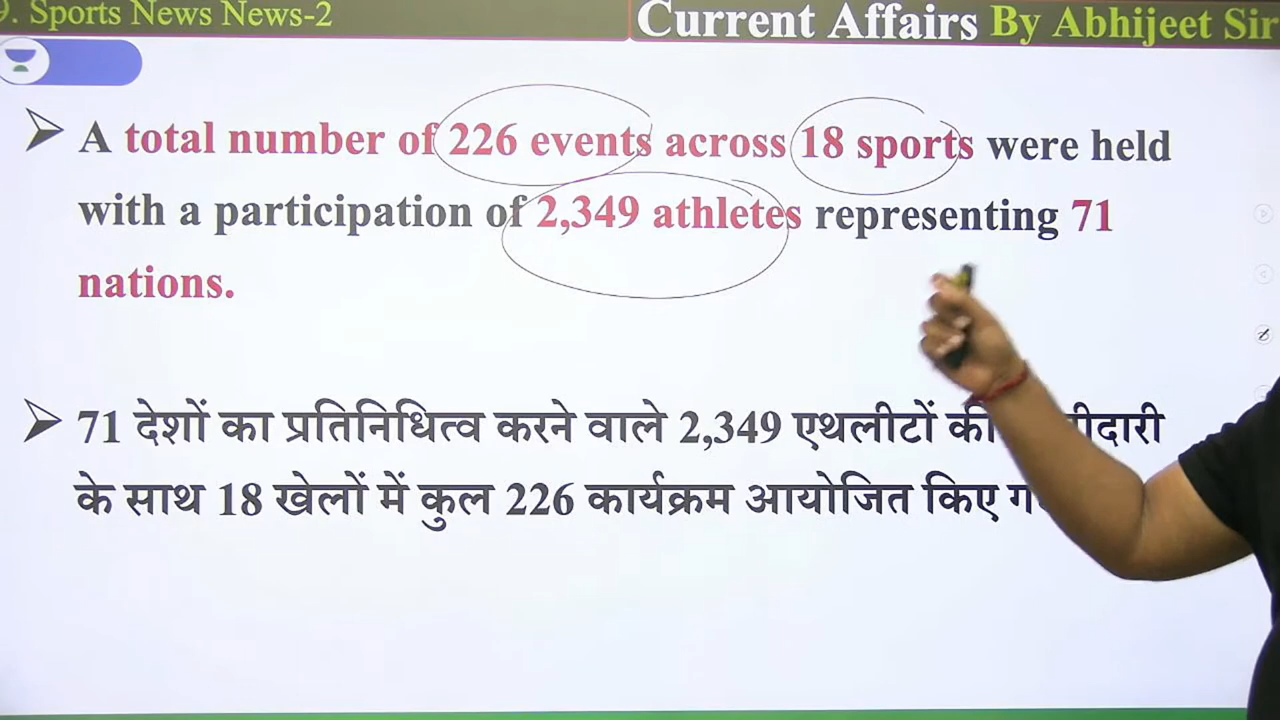 9. Sports News News-2
Current Affairs By Abhijeet Sir
A total number of 226 events across 18 sports were held
with a participation of 2,349 athletes representing 71
nations.
71 देशों का प्रतिनिधित्व करने वाले 2,349 एथलीटों की
के साथ 18 खेलों में कुल 226 कार्यक्रम आयोजित किए